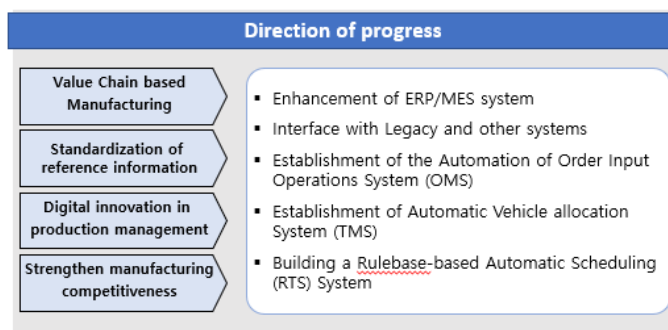 Direction of progress
Value Chain based
Manufacturing
Standardization of
reference information
Digital innovation in
production management
Strengthen manufacturing
competitiveness
▪ Enhancement of ERP/MES system
▪ Interface with Legacy and other systems
▪ Establishment of the Automation of Order Input
Operations System (OMS)
▪ Establishment of Automatic Vehicle allocation
System (TMS)
▪ Building a Rulebase-based Automatic Scheduling
(RTS) System